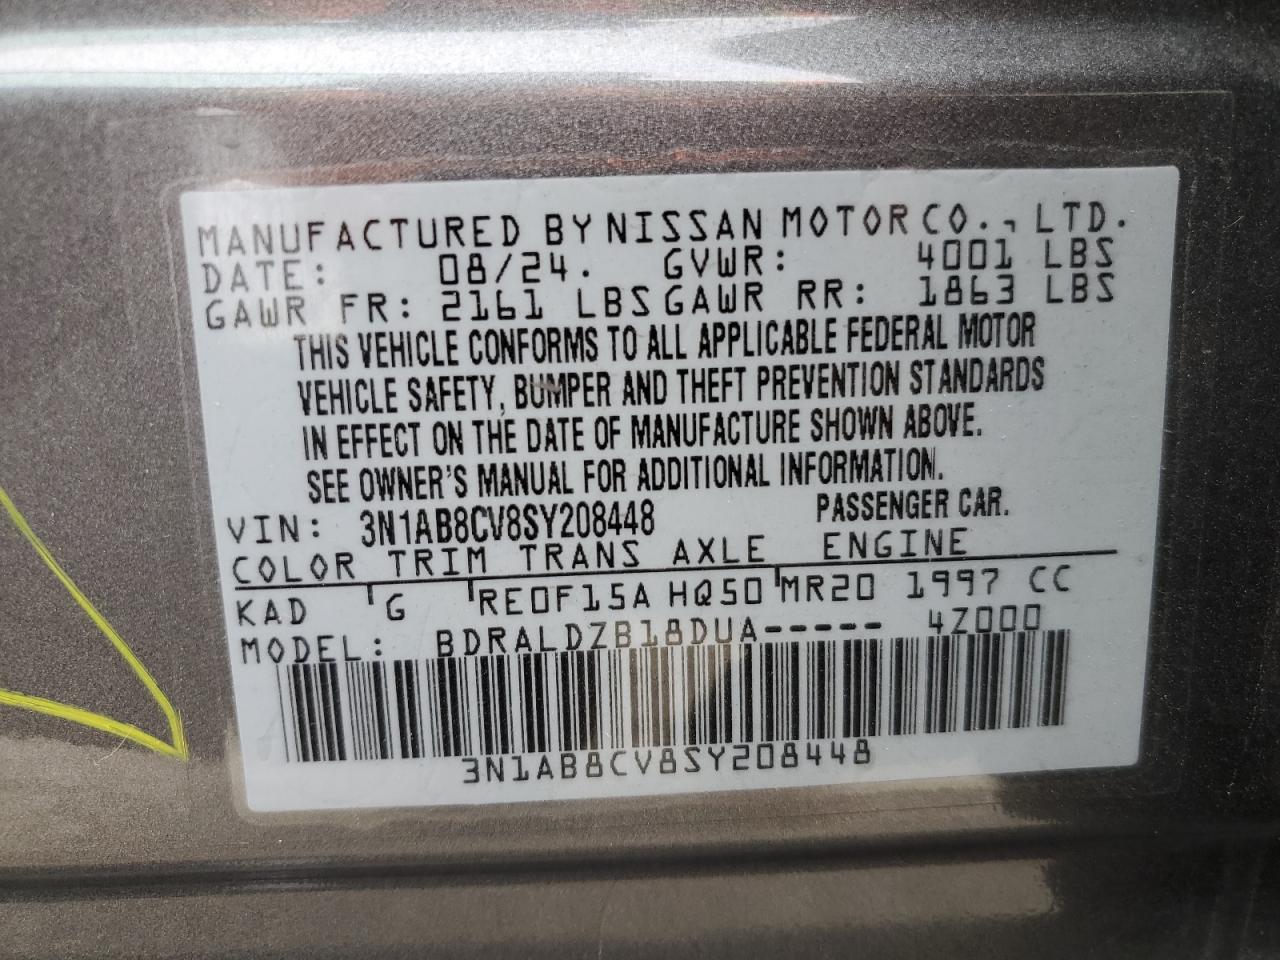 MANUFACTURED BY NISSAN MOTOR CO., LTD.
DATE: 08/24. GVWR: 4001 LBS
GAWR FR: 2161 LBS GAWR RR: 1863 LBS
THIS VEHICLE CONFORMS TO ALL APPLICABLE FEDERAL MOTOR
VEHICLE SAFETY, BUMPER AND THEFT PREVENTION STANDARDS
IN EFFECT ON THE DATE OF MANUFACTURE SHOWN ABOVE.
SEE OWNER'S MANUAL FOR ADDITIONAL INFORMATION.
VIN: 3N1AB8CV8SY208448 PASSENGER CAR.
COLOR TRIM TRANS AXLE ENGINE
KAD G RE0F15A HQ50 MR20 1997 CC
MODEL: BDRALDZB18DUA----- 4Z000
3N1AB8CV8SY208448